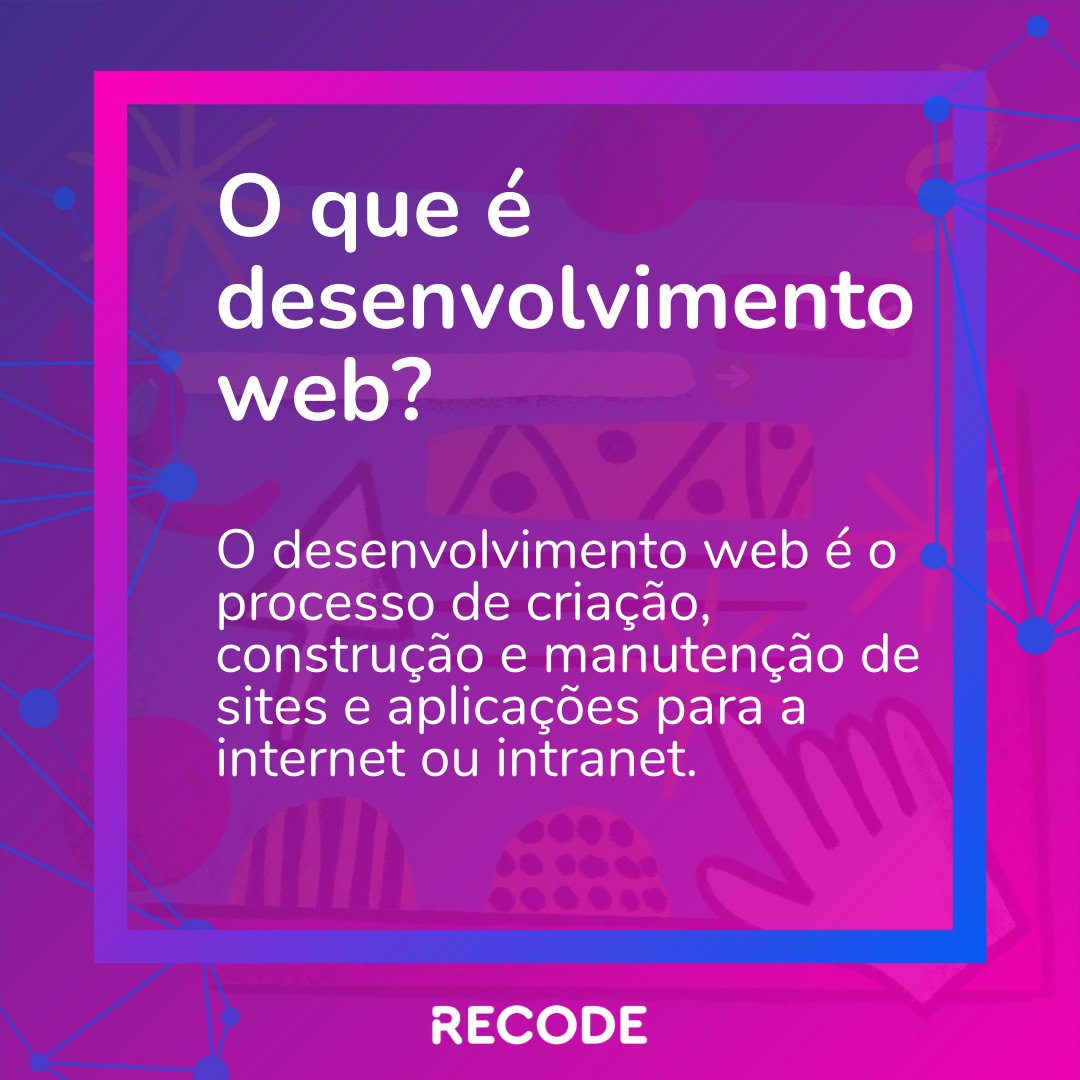 O que é
desenvolvimento
web?
O desenvolvimento web é o
processo de criação,
construção e manutenção de
sites e aplicações para a
internet ou intranet.
RECODE